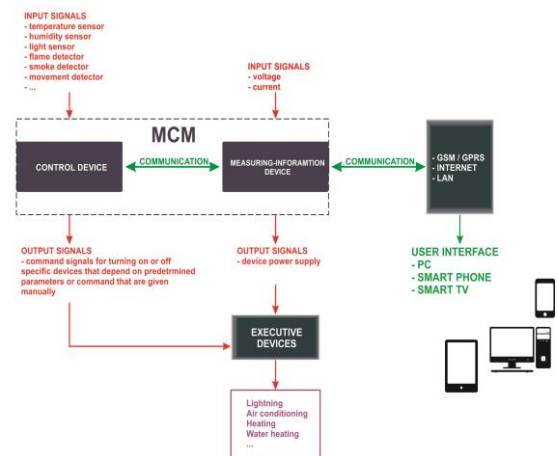 INPUT SIGNALS
- temperature sensor
- humidity sensor
- light sensor
- flame detector
- smoke detector
- movement detector
- ...
INPUT SIGNALS
- voltage
- current
MCM
CONTROL DEVICE
COMMUNICATION
MEASURING-INFORAMTION
DEVICE
COMMUNICATION
- GSM / GPRS
- INTERNET
- LAN
OUTPUT SIGNALS
- command signals for turning on or off
specific devices that depend on predetrmined
parameters or command that are given
manually
OUTPUT SIGNALS
- device power supply
USER INTERFACE
- PC
- SMART PHONE
- SMART TV
EXECUTIVE
DEVICES
Lightning
Air conditioning
Heating
Water heating
...